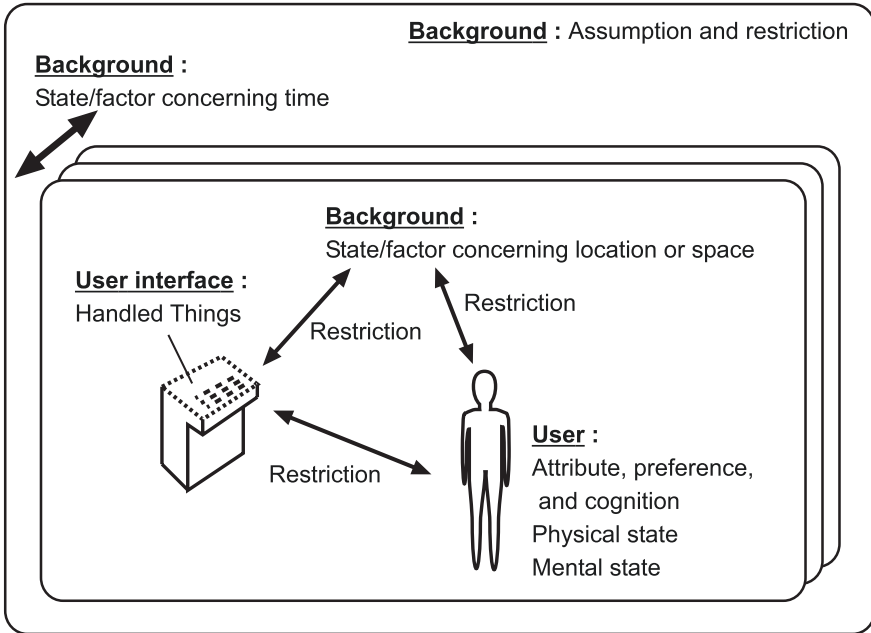 Background : Assumption and restriction
Background :
State/factor concerning time
Background :
State/factor concerning location or space
User interface :
Handled Things
Restriction
Restriction
Restriction
User :
Attribute, preference,
and cognition
Physical state
Mental state